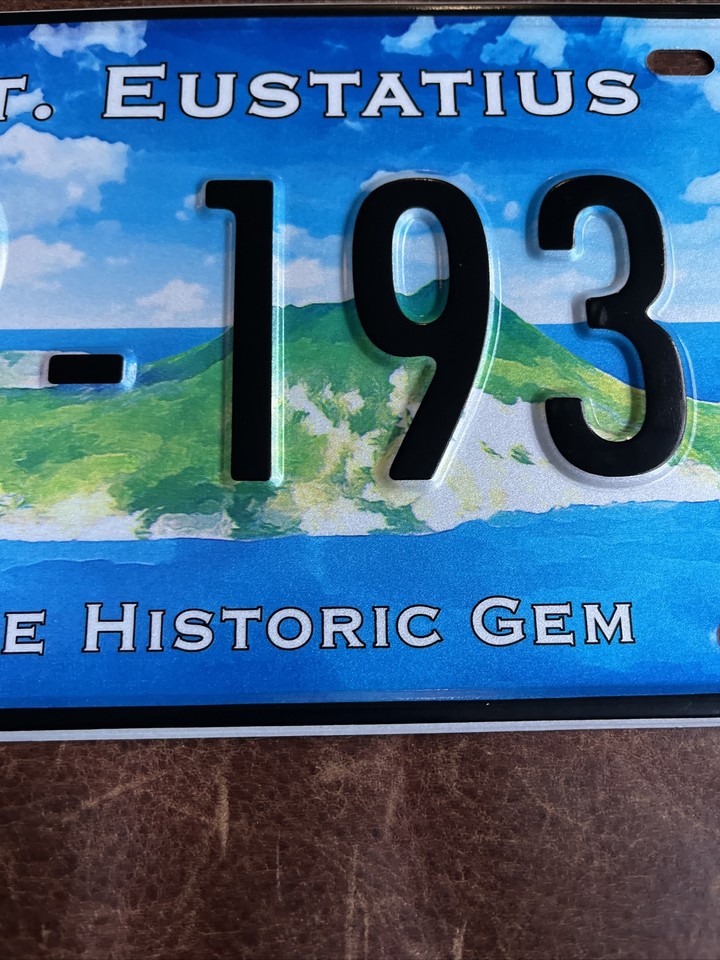 t. EUSTATIUS
- 193
E HISTORIC GEM